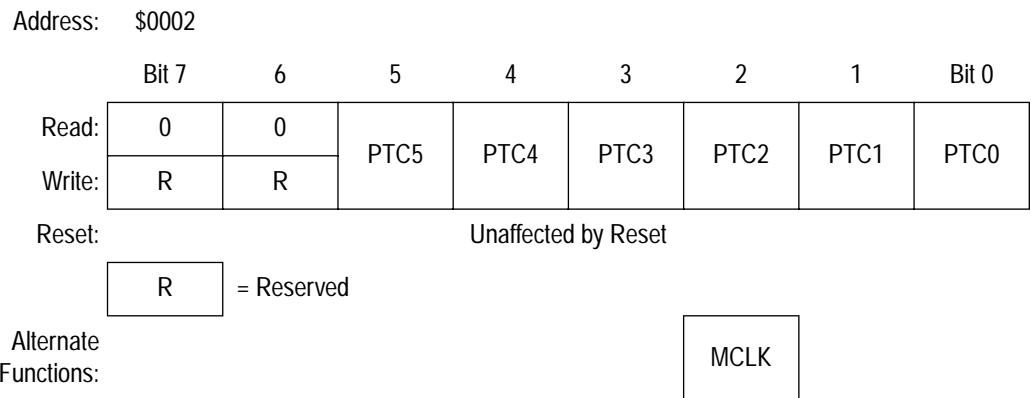 Address: $0002
Bit 7 6 5 4 3 2 1 Bit 0
Read: 0 0
PTC5 PTC4 PTC3 PTC2 PTC1 PTC0
Write: R R
Reset: Unaffected by Reset
R = Reserved
Alternate
Functions:
MCLK